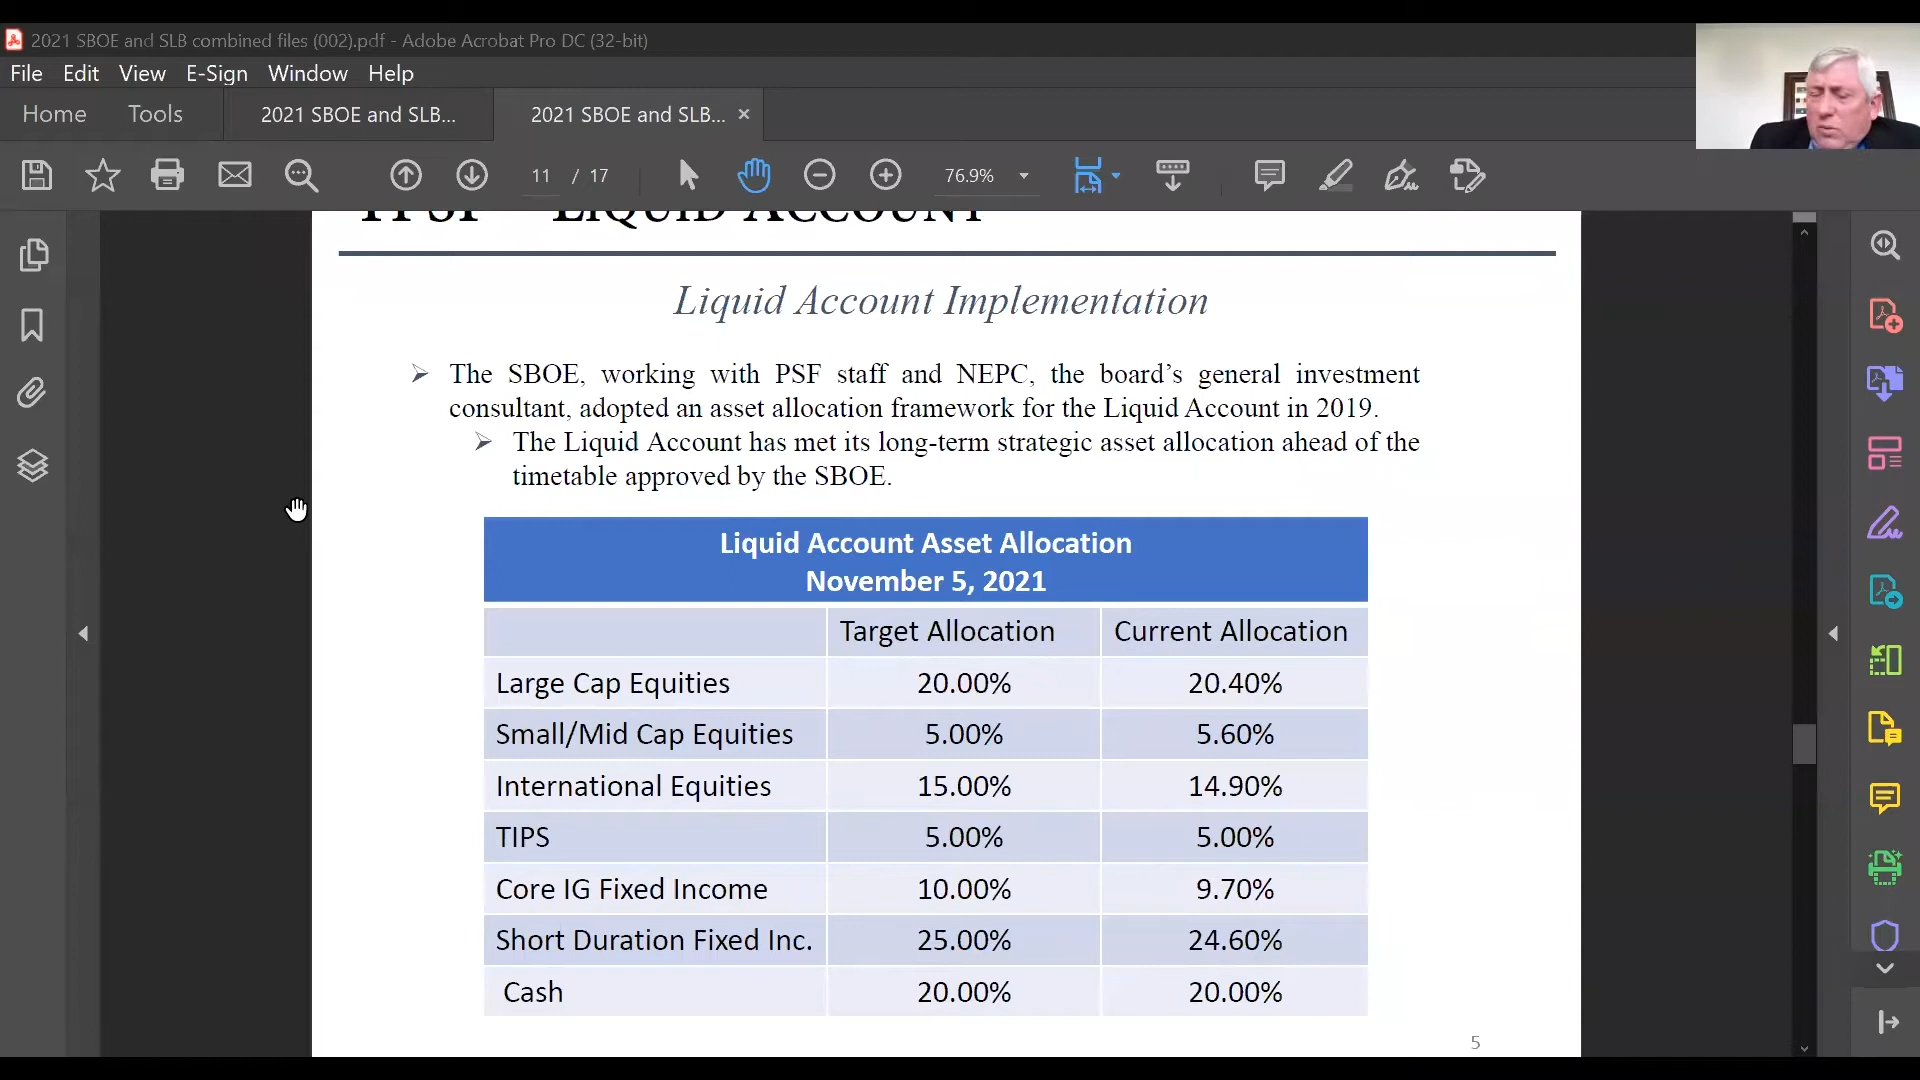 2021 SBOE and SLB combined files (002).pdf - Adobe Acrobat Pro DC (32-bit)
File Edit View E-Sign Window Help
Home Tools 2021 SBOE and SLB... 2021 SBOE and SLB... ×
11 / 17 76.9%
LIQUID ACCOUNT
Liquid Account Implementation
The SBOE, working with PSF staff and NEPC, the board’s general investment
consultant, adopted an asset allocation framework for the Liquid Account in 2019.
The Liquid Account has met its long-term strategic asset allocation ahead of the
timetable approved by the SBOE.
Liquid Account Asset Allocation
November 5, 2021
Target Allocation Current Allocation
Large Cap Equities 20.00% 20.40%
Small/Mid Cap Equities 5.00% 5.60%
International Equities 15.00% 14.90%
TIPS 5.00% 5.00%
Core IG Fixed Income 10.00% 9.70%
Short Duration Fixed Inc. 25.00% 24.60%
Cash 20.00% 20.00%
5